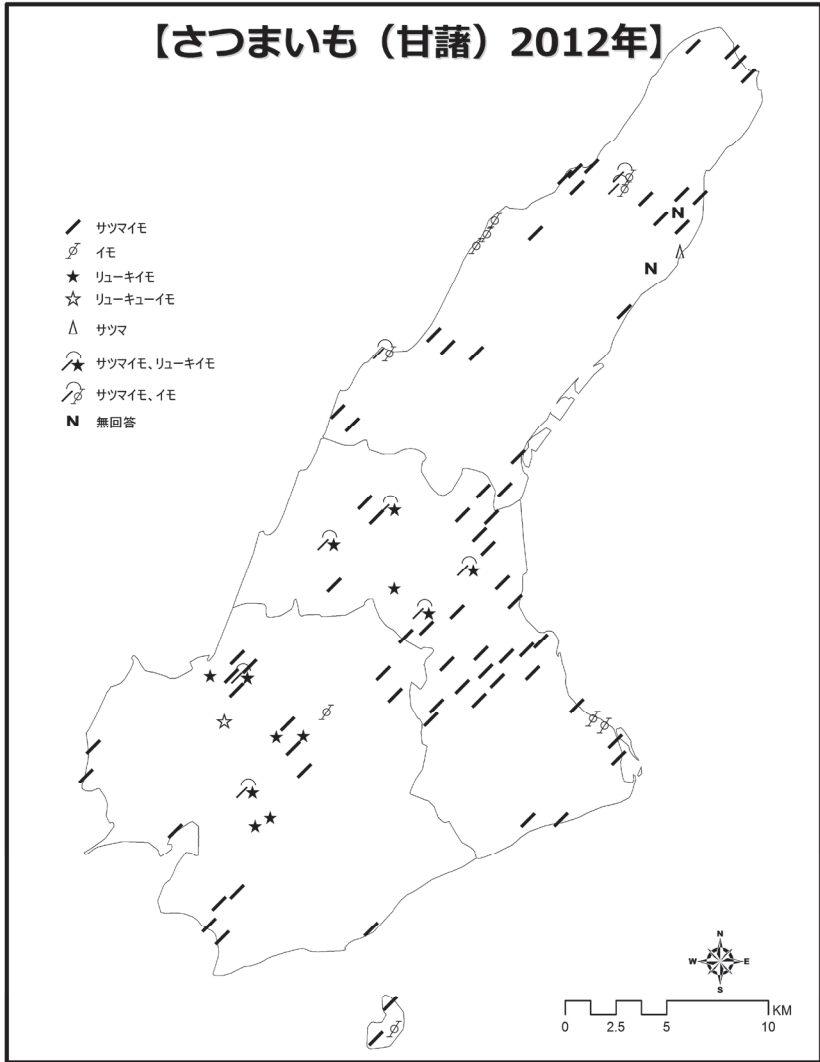 【さつまいも（甘藷）2012年】
サツマイモ
イモ
リューキイモ
リューキューイモ
サツマ
サツマイモ、リューキイモ
サツマイモ、イモ
N 無回答
N
N
N
W E
S
KM
0 2.5 5 10